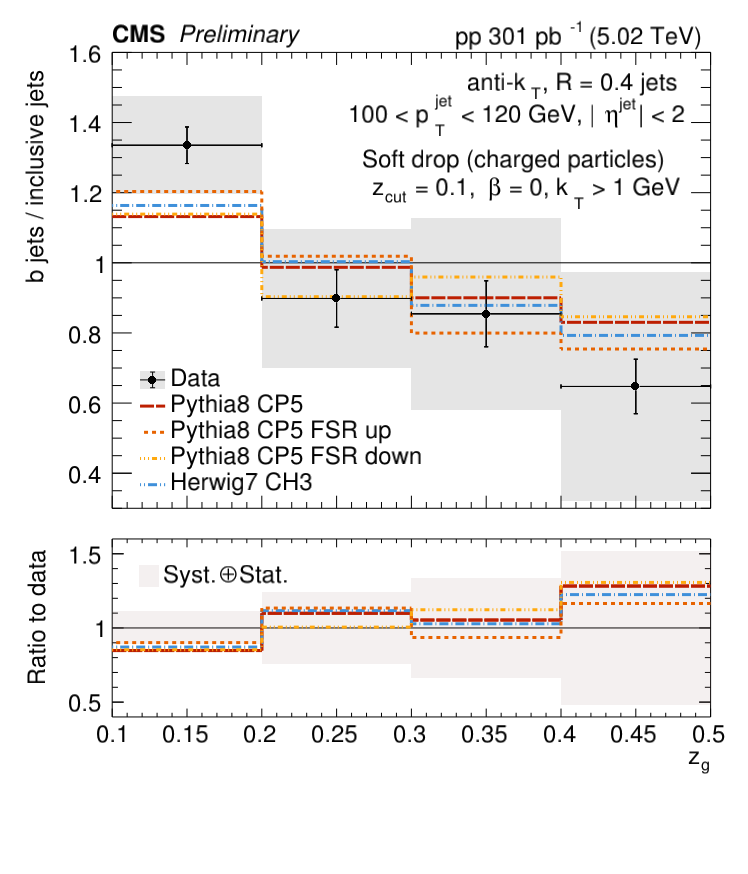 CMS Preliminary pp 301 pb⁻¹ (5.02 TeV)
b jets / inclusive jets
1.6
1.4
1.2
1
0.8
0.6
0.4
anti-k_T, R = 0.4 jets
100 < p_T^jet < 120 GeV, | η^jet| < 2
Soft drop (charged particles)
z_cut = 0.1, β = 0, k_T > 1 GeV
Data
Pythia8 CP5
Pythia8 CP5 FSR up
Pythia8 CP5 FSR down
Herwig7 CH3
Ratio to data
1.5
1
0.5
Syst.⊕Stat.
0.1 0.15 0.2 0.25 0.3 0.35 0.4 0.45 0.5
z_g